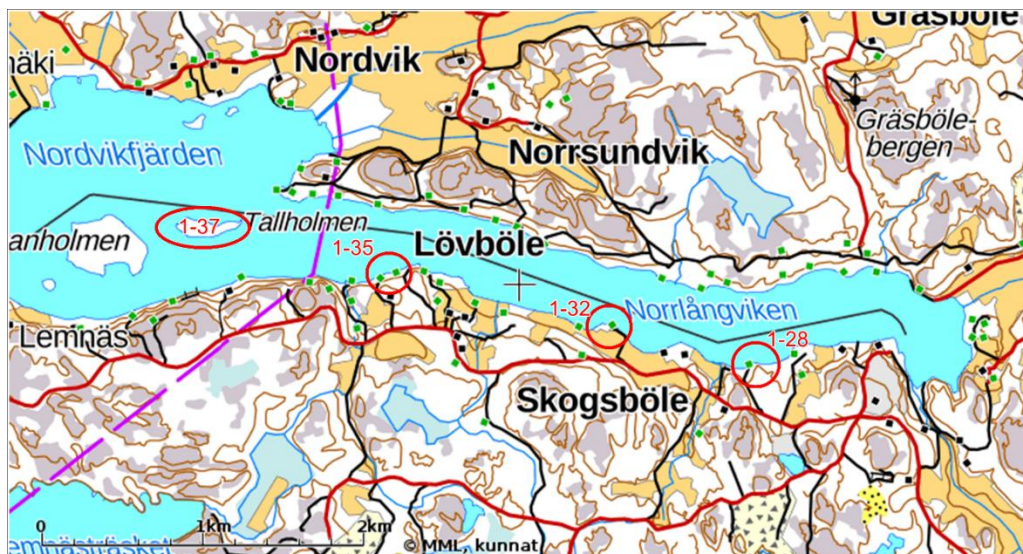 Gräsböle
Nordvik
näki
Gräsböle-
bergen
Nordvikfjärden
Norrsundvik
1-37
Tallholmen
anholmen
Lövböle
1-35
1-32
Norrlångviken
Lemnäs
1-28
Skogsböle
0
1km
2km
© MML, kunnat
emnästräsket